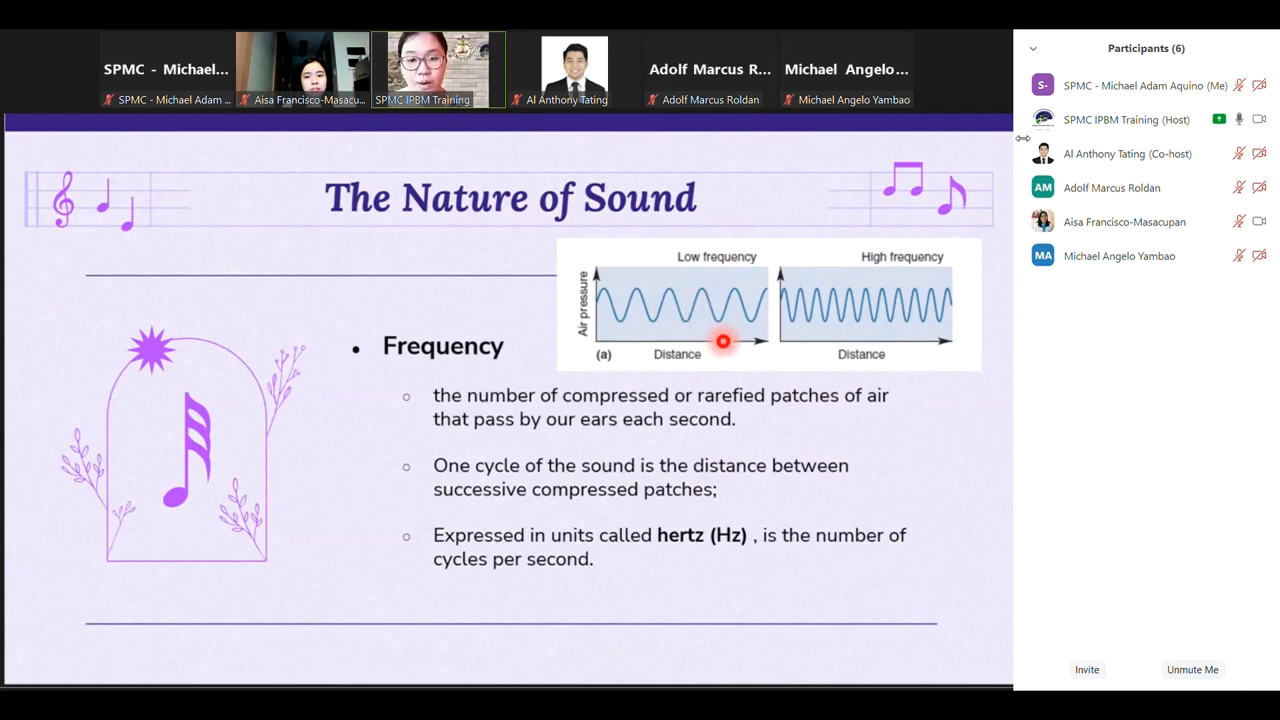 SPMC - Michael...
SPMC - Michael Adam ...
Aisa Francisco-Masacu...
SPMC IPBM Training
Al Anthony Tating
Adolf Marcus R...
Adolf Marcus Roldan
Michael Angelo...
Michael Angelo Yambao
The Nature of Sound
Low frequency
High frequency
Air pressure
(a)
Distance
Distance
• Frequency
○ the number of compressed or rarefied patches of air
that pass by our ears each second.
○ One cycle of the sound is the distance between
successive compressed patches;
○ Expressed in units called hertz (Hz) , is the number of
cycles per second.
Participants (6)
S- SPMC - Michael Adam Aquino (Me)
SPMC IPBM Training (Host)
Al Anthony Tating (Co-host)
AM Adolf Marcus Roldan
Aisa Francisco-Masacupan
MA Michael Angelo Yambao
Invite
Unmute Me